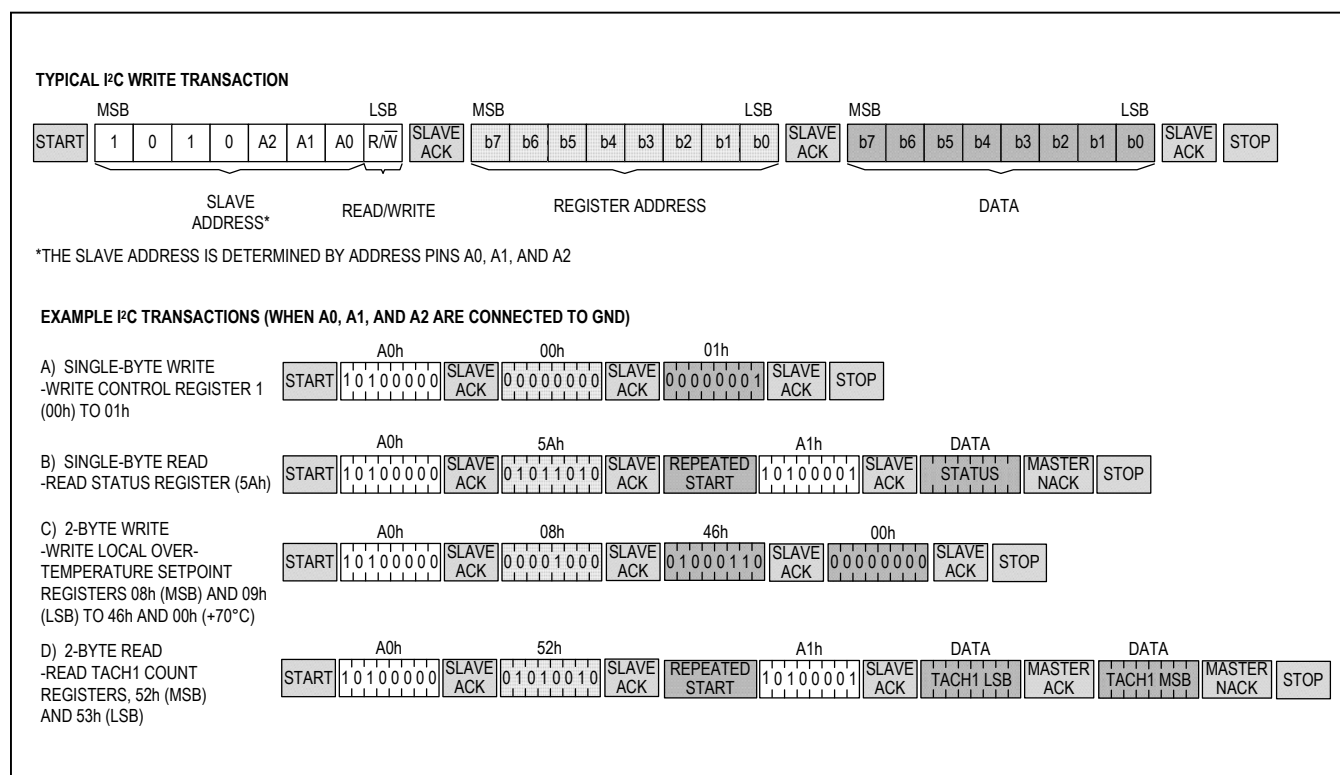 TYPICAL I²C WRITE TRANSACTION
MSB LSB MSB LSB MSB LSB
START 1 0 1 0 A2 A1 A0 R/W̅ SLAVE ACK b7 b6 b5 b4 b3 b2 b1 b0 SLAVE ACK b7 b6 b5 b4 b3 b2 b1 b0 SLAVE ACK STOP
SLAVE ADDRESS* READ/WRITE REGISTER ADDRESS DATA
*THE SLAVE ADDRESS IS DETERMINED BY ADDRESS PINS A0, A1, AND A2
EXAMPLE I²C TRANSACTIONS (WHEN A0, A1, AND A2 ARE CONNECTED TO GND)
A) SINGLE-BYTE WRITE
-WRITE CONTROL REGISTER 1
(00h) TO 01h
A0h 00h 01h
START 10100000 SLAVE ACK 00000000 SLAVE ACK 00000001 SLAVE ACK STOP
B) SINGLE-BYTE READ
-READ STATUS REGISTER (5Ah)
A0h 5Ah A1h DATA
START 10100000 SLAVE ACK 01011010 SLAVE ACK REPEATED START 10100001 SLAVE ACK STATUS MASTER NACK STOP
C) 2-BYTE WRITE
-WRITE LOCAL OVER-
TEMPERATURE SETPOINT
REGISTERS 08h (MSB) AND 09h
(LSB) TO 46h AND 00h (+70°C)
A0h 08h 46h 00h
START 10100000 SLAVE ACK 00001000 SLAVE ACK 01000110 SLAVE ACK 00000000 SLAVE ACK STOP
D) 2-BYTE READ
-READ TACH1 COUNT
REGISTERS, 52h (MSB)
AND 53h (LSB)
A0h 52h A1h DATA DATA
START 10100000 SLAVE ACK 01010010 SLAVE ACK REPEATED START 10100001 SLAVE ACK TACH1 LSB MASTER ACK TACH1 MSB MASTER NACK STOP